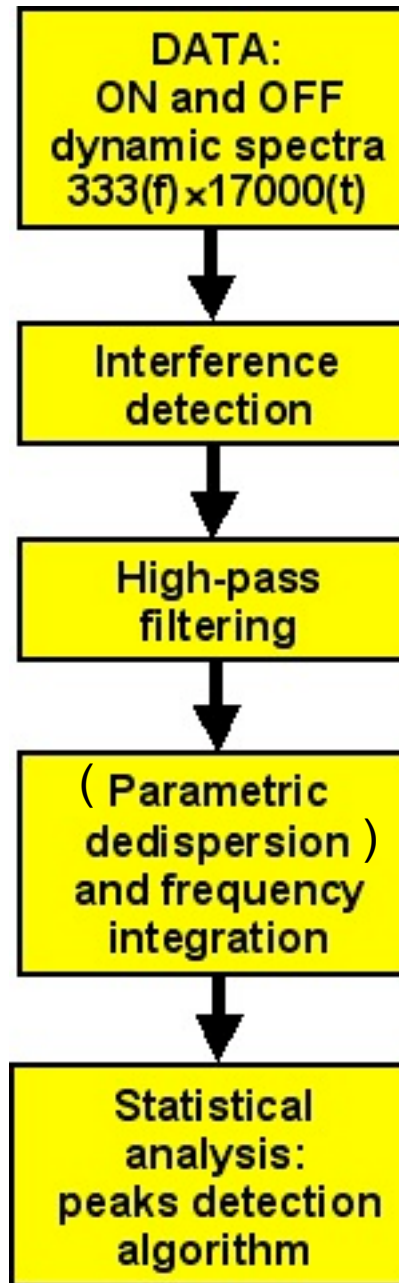 DATA:
ON and OFF
dynamic spectra
333(f)×17000(t)
Interference
detection
High-pass
filtering
( Parametric
dedispersion )
and frequency
integration
Statistical
analysis:
peaks detection
algorithm